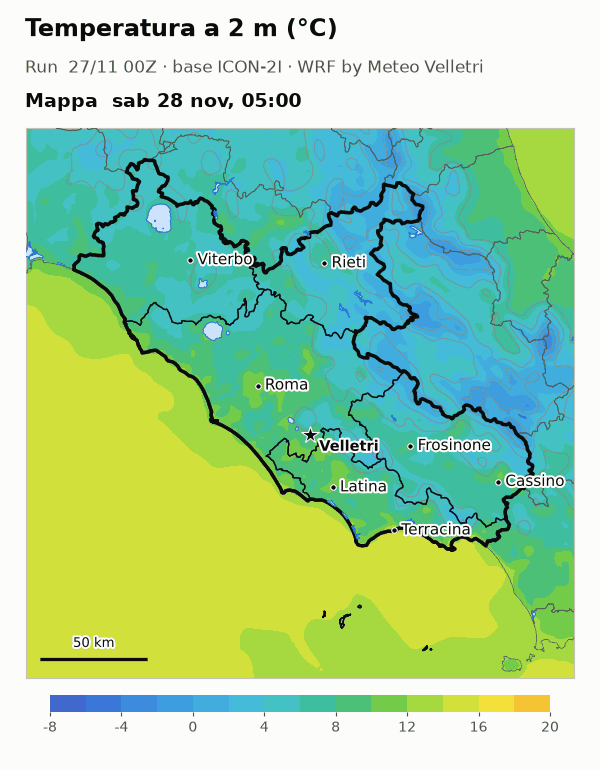 Temperatura a 2 m (°C)
Run  27/11 00Z · base ICON-2I · WRF by Meteo Velletri
Mappa  sab 28 nov, 05:00
Viterbo
Rieti
Roma
Velletri
Frosinone
Latina
Cassino
Terracina
50 km
-8 -4 0 4 8 12 16 20